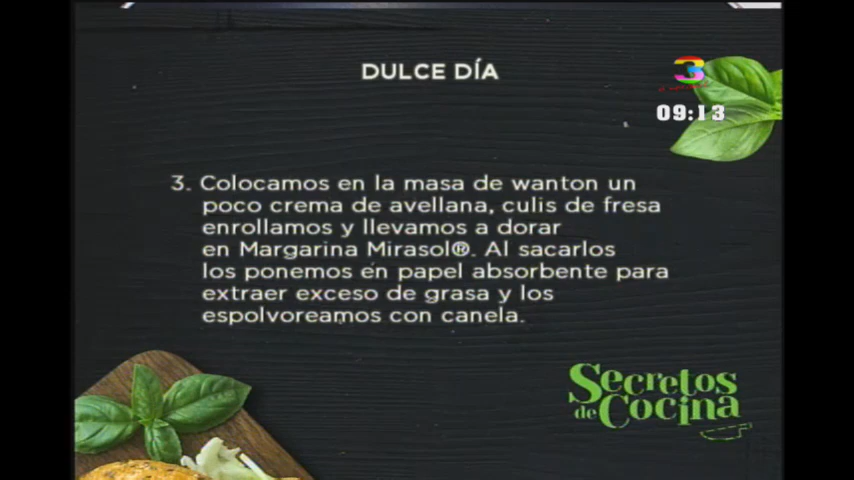 DULCE DÍA
3
09:13
3. Colocamos en la masa de wanton un
poco crema de avellana, culis de fresa
enrollamos y llevamos a dorar
en Margarina Mirasol®. Al sacarlos
los ponemos en papel absorbente para
extraer exceso de grasa y los
espolvoreamos con canela.
Secretos
de Cocina